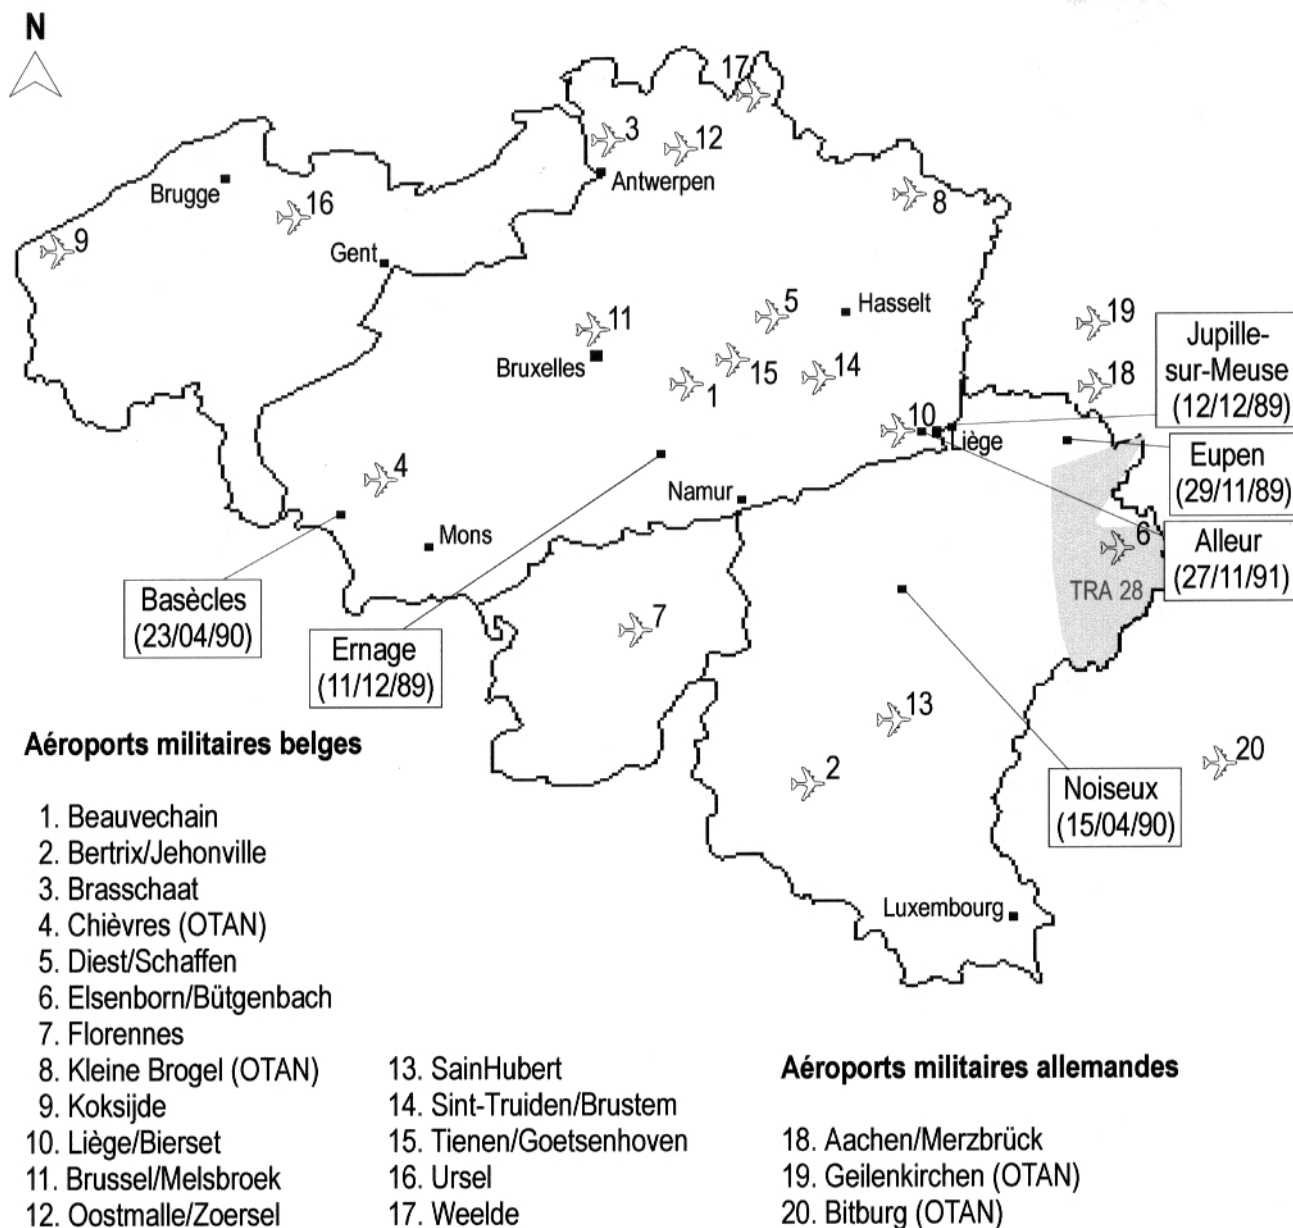 N
17
3
12
Antwerpen
Brugge
16
8
9
Gent
5
Hasselt
19
11
Bruxelles
15
14
1
18
Jupille-
sur-Meuse
(12/12/89)
10
Liège
Eupen
(29/11/89)
4
Namur
Mons
6
Alleur
(27/11/91)
TRA 28
Basècles
(23/04/90)
7
Ernage
(11/12/89)
13
2
20
Noiseux
(15/04/90)
Luxembourg
Aéroports militaires belges
1. Beauvechain
2. Bertrix/Jehonville
3. Brasschaat
4. Chièvres (OTAN)
5. Diest/Schaffen
6. Elsenborn/Bütgenbach
7. Florennes
8. Kleine Brogel (OTAN)
9. Koksijde
10. Liège/Bierset
11. Brussel/Melsbroek
12. Oostmalle/Zoersel
13. SainHubert
14. Sint-Truiden/Brustem
15. Tienen/Goetsenhoven
16. Ursel
17. Weelde
Aéroports militaires allemandes
18. Aachen/Merzbrück
19. Geilenkirchen (OTAN)
20. Bitburg (OTAN)